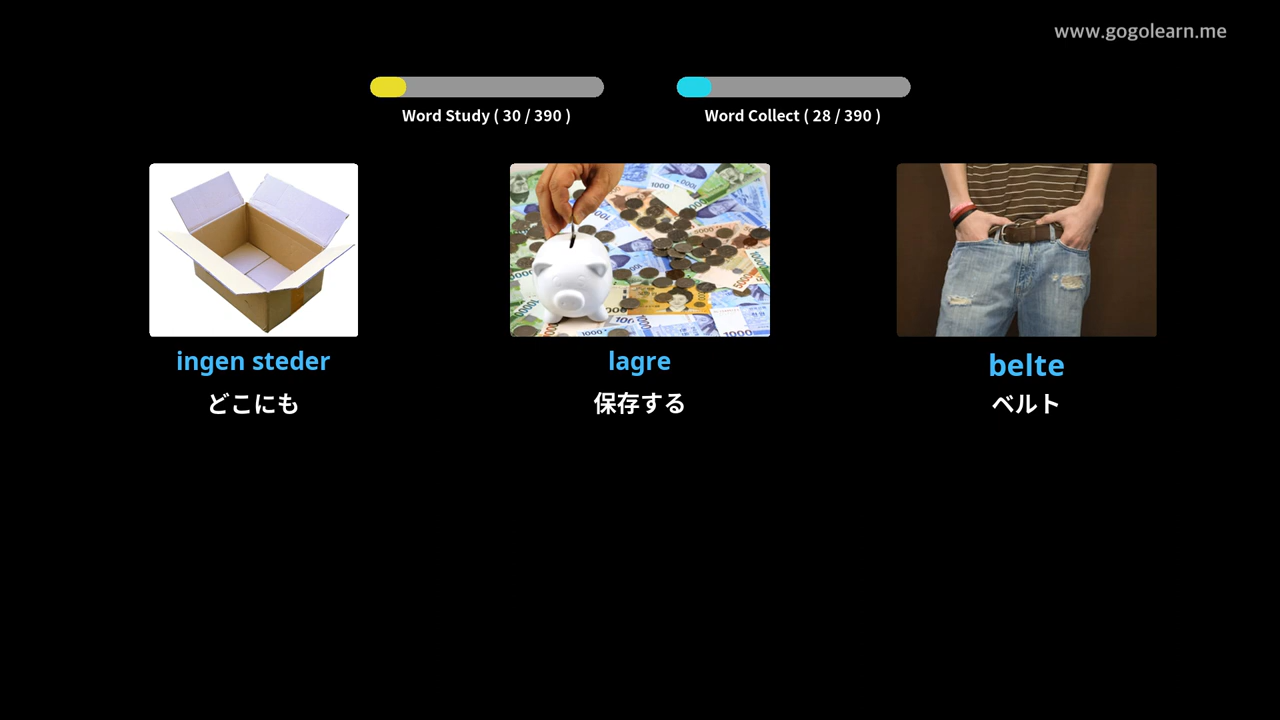 www.gogolearn.me
Word Study ( 30 / 390 )
Word Collect ( 28 / 390 )
ingen steder
lagre
belte
どこにも
保存する
ベルト